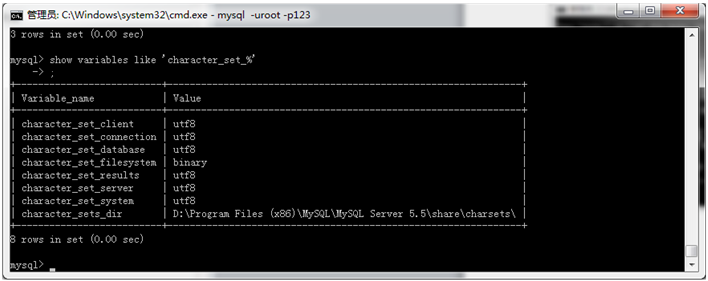 管理员: C:\Windows\system32\cmd.exe - mysql  -uroot -p123
3 rows in set (0.00 sec)
mysql> show variables like 'character_set_%'
    -> ;
+--------------------------+---------------------------------------------------------+
| Variable_name            | Value                                                   |
+--------------------------+---------------------------------------------------------+
| character_set_client     | utf8                                                    |
| character_set_connection | utf8                                                    |
| character_set_database   | utf8                                                    |
| character_set_filesystem | binary                                                  |
| character_set_results    | utf8                                                    |
| character_set_server     | utf8                                                    |
| character_set_system     | utf8                                                    |
| character_sets_dir       | D:\Program Files (x86)\MySQL\MySQL Server 5.5\share\charsets\ |
+--------------------------+---------------------------------------------------------+
8 rows in set (0.00 sec)
mysql>